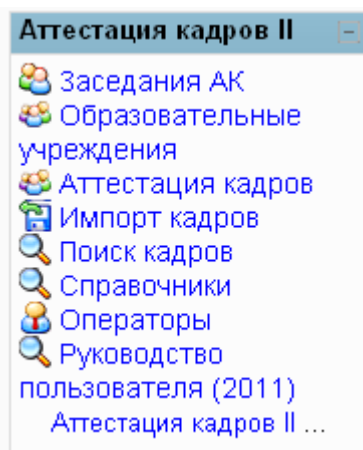 Аттестация кадров II
Заседания АК
Образовательные
учреждения
Аттестация кадров
Импорт кадров
Поиск кадров
Справочники
Операторы
Руководство
пользователя (2011)
Аттестация кадров II ...